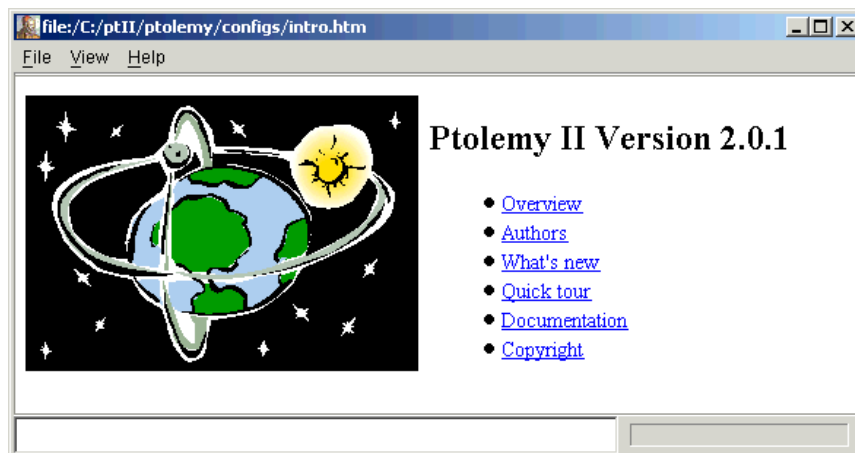 file:/C:/ptII/ptolemy/configs/intro.htm
File View Help
Ptolemy II Version 2.0.1
Overview
Authors
What's new
Quick tour
Documentation
Copyright